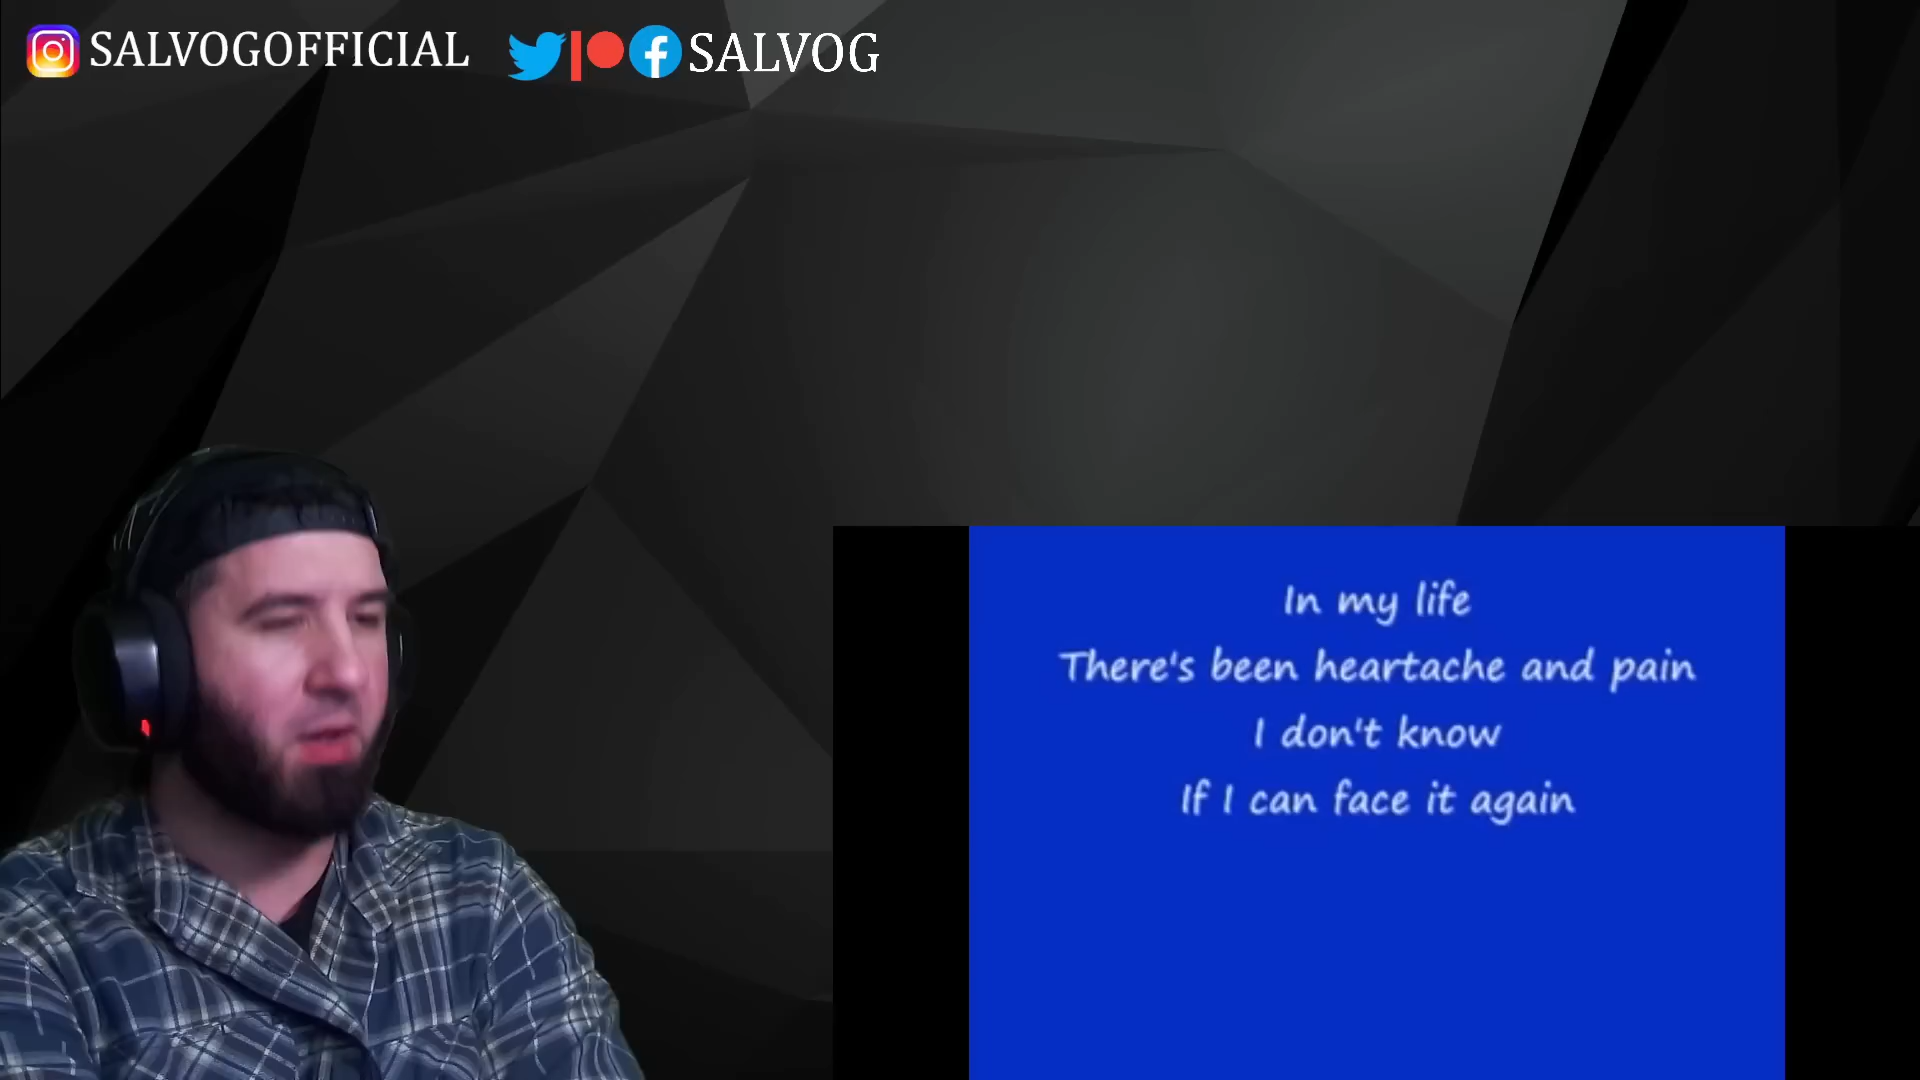 SALVOGOFFICIAL
SALVOG
In my life
There's been heartache and pain
I don't know
If I can face it again